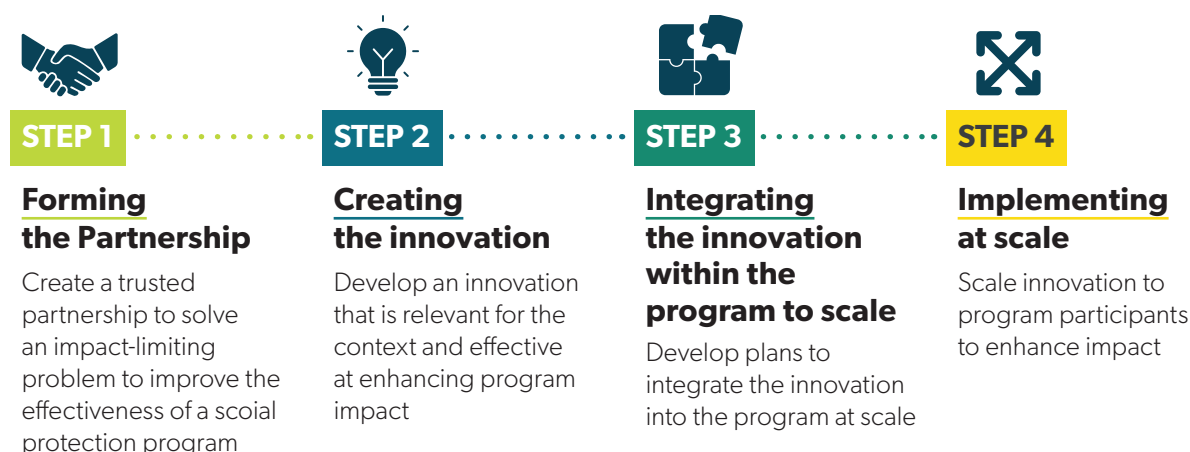 STEP 1
Forming
the Partnership
Create a trusted
partnership to solve
an impact-limiting
problem to improve the
effectiveness of a scoial
protection program
STEP 2
Creating
the innovation
Develop an innovation
that is relevant for the
context and effective
at enhancing program
impact
STEP 3
Integrating
the innovation
within the
program to scale
Develop plans to
integrate the innovation
into the program at scale
STEP 4
Implementing
at scale
Scale innovation to
program participants
to enhance impact